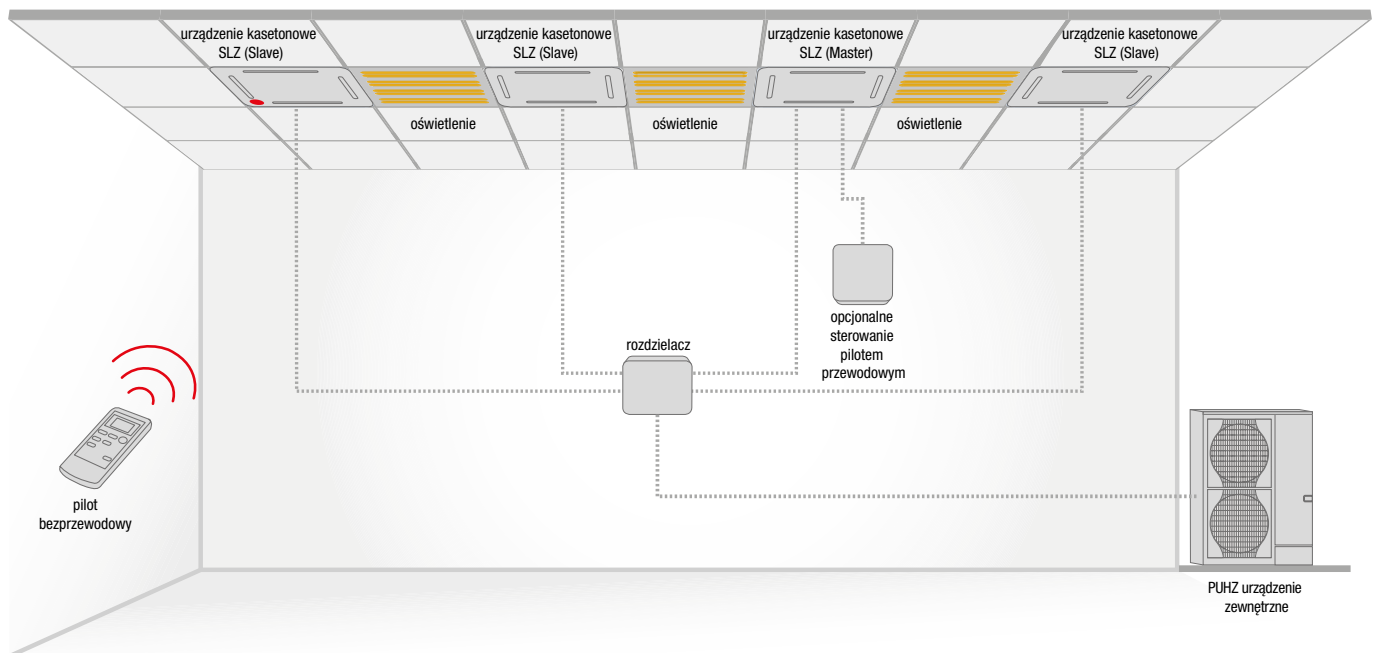 urządzenie kasetonowe
SLZ (Slave)
urządzenie kasetonowe
SLZ (Slave)
urządzenie kasetonowe
SLZ (Master)
urządzenie kasetonowe
SLZ (Slave)
oświetlenie
oświetlenie
oświetlenie
opcjonalne
sterowanie
pilotem
przewodowym
rozdzielacz
pilot
bezprzewodowy
PUHZ urządzenie
zewnętrzne